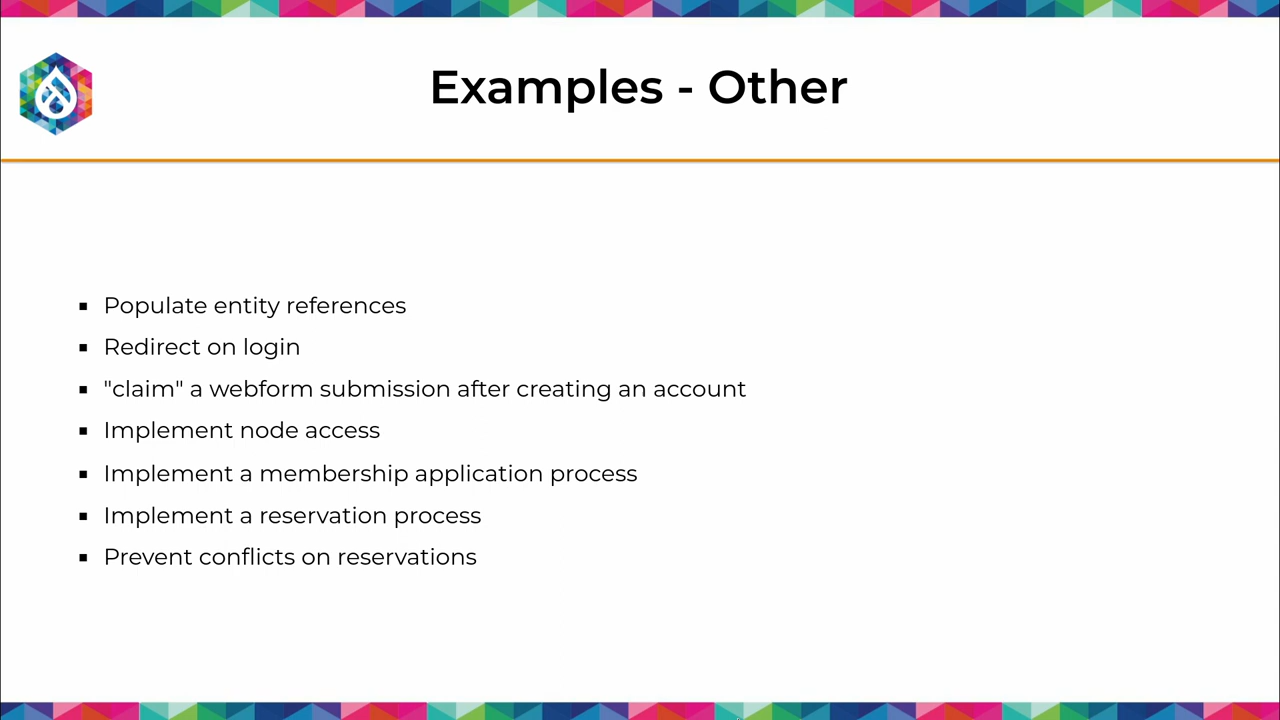 Examples - Other
Populate entity references
Redirect on login
"claim" a webform submission after creating an account
Implement node access
Implement a membership application process
Implement a reservation process
Prevent conflicts on reservations